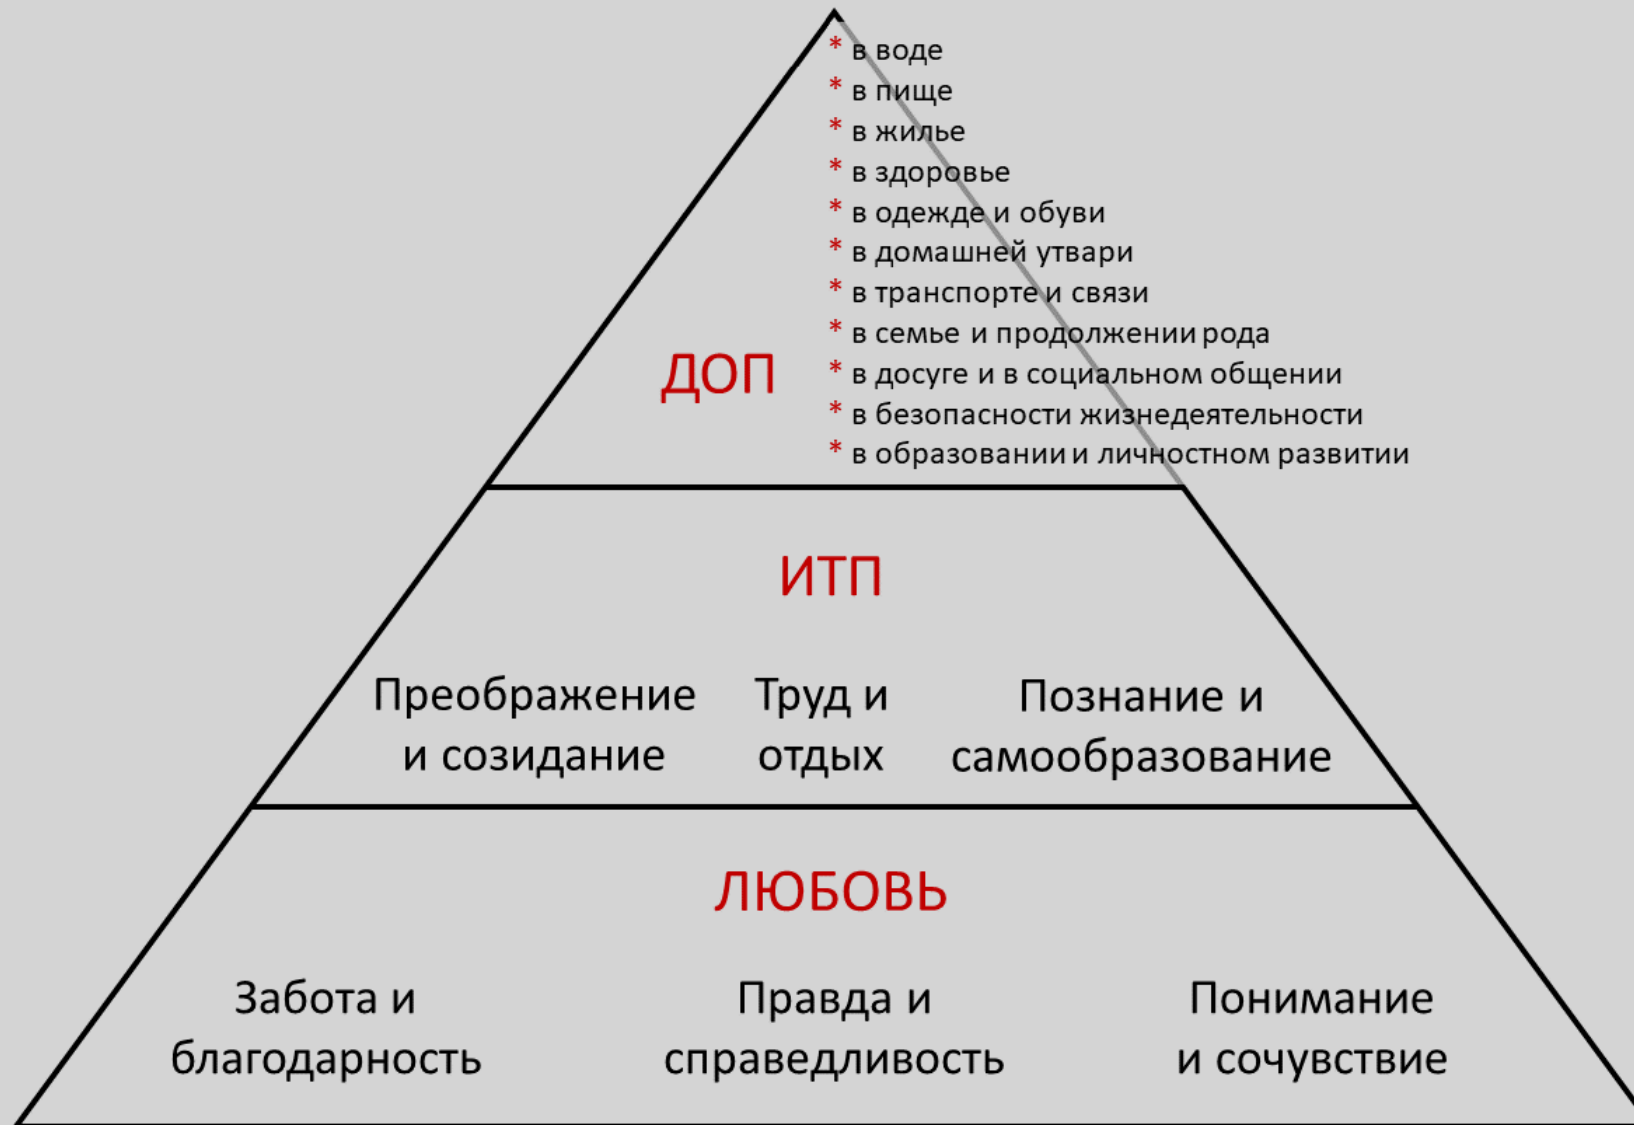 * в воде
* в пище
* в жилье
* в здоровье
* в одежде и обуви
* в домашней утвари
* в транспорте и связи
* в семье и продолжении рода
* в досуге и в социальном общении
* в безопасности жизнедеятельности
* в образовании и личностном развитии
ДОП
ИТП
Преображение
и созидание
Труд и
отдых
Познание и
самообразование
ЛЮБОВЬ
Забота и
благодарность
Правда и
справедливость
Понимание
и сочувствие